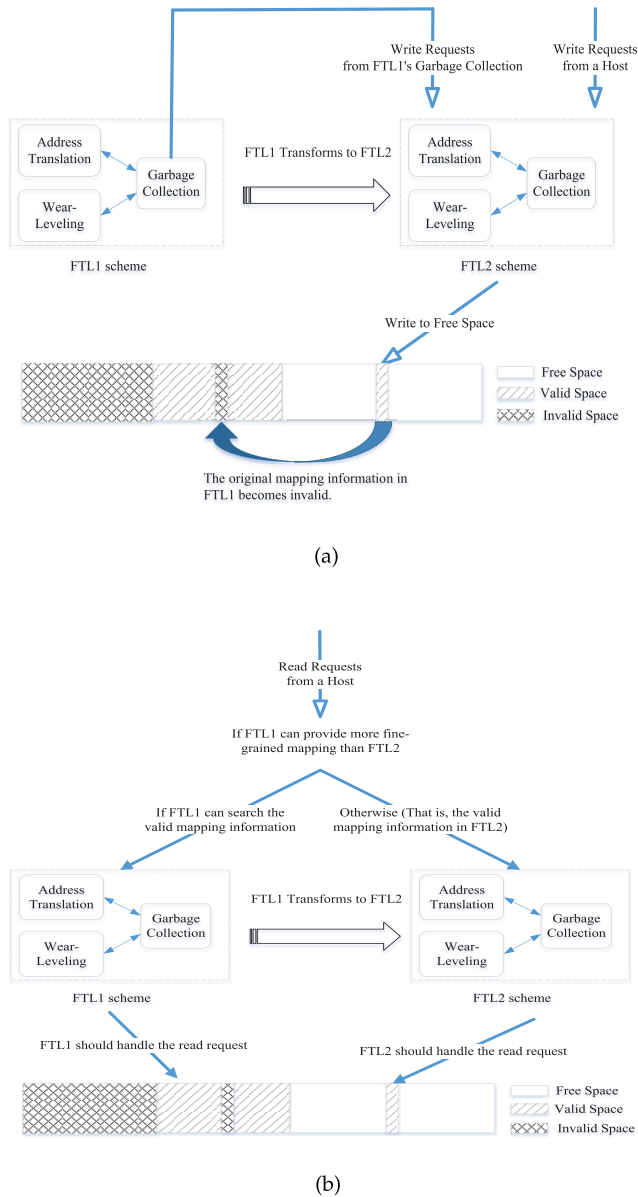 Write Requests
from FTL1's Garbage Collection
Write Requests
from a Host
Address
Translation
Garbage
Collection
Wear-
Leveling
FTL1 scheme
FTL1 Transforms to FTL2
Address
Translation
Garbage
Collection
Wear-
Leveling
FTL2 scheme
Write to Free Space
Free Space
Valid Space
Invalid Space
The original mapping information in
FTL1 becomes invalid.
(a)
Read Requests
from a Host
If FTL1 can provide more fine-
grained mapping than FTL2
If FTL1 can search the
valid mapping information
Otherwise (That is, the valid
mapping information in FTL2)
Address
Translation
Garbage
Collection
Wear-
Leveling
FTL1 scheme
FTL1 Transforms to FTL2
Address
Translation
Garbage
Collection
Wear-
Leveling
FTL2 scheme
FTL1 should handle the read request
FTL2 should handle the read request
Free Space
Valid Space
Invalid Space
(b)